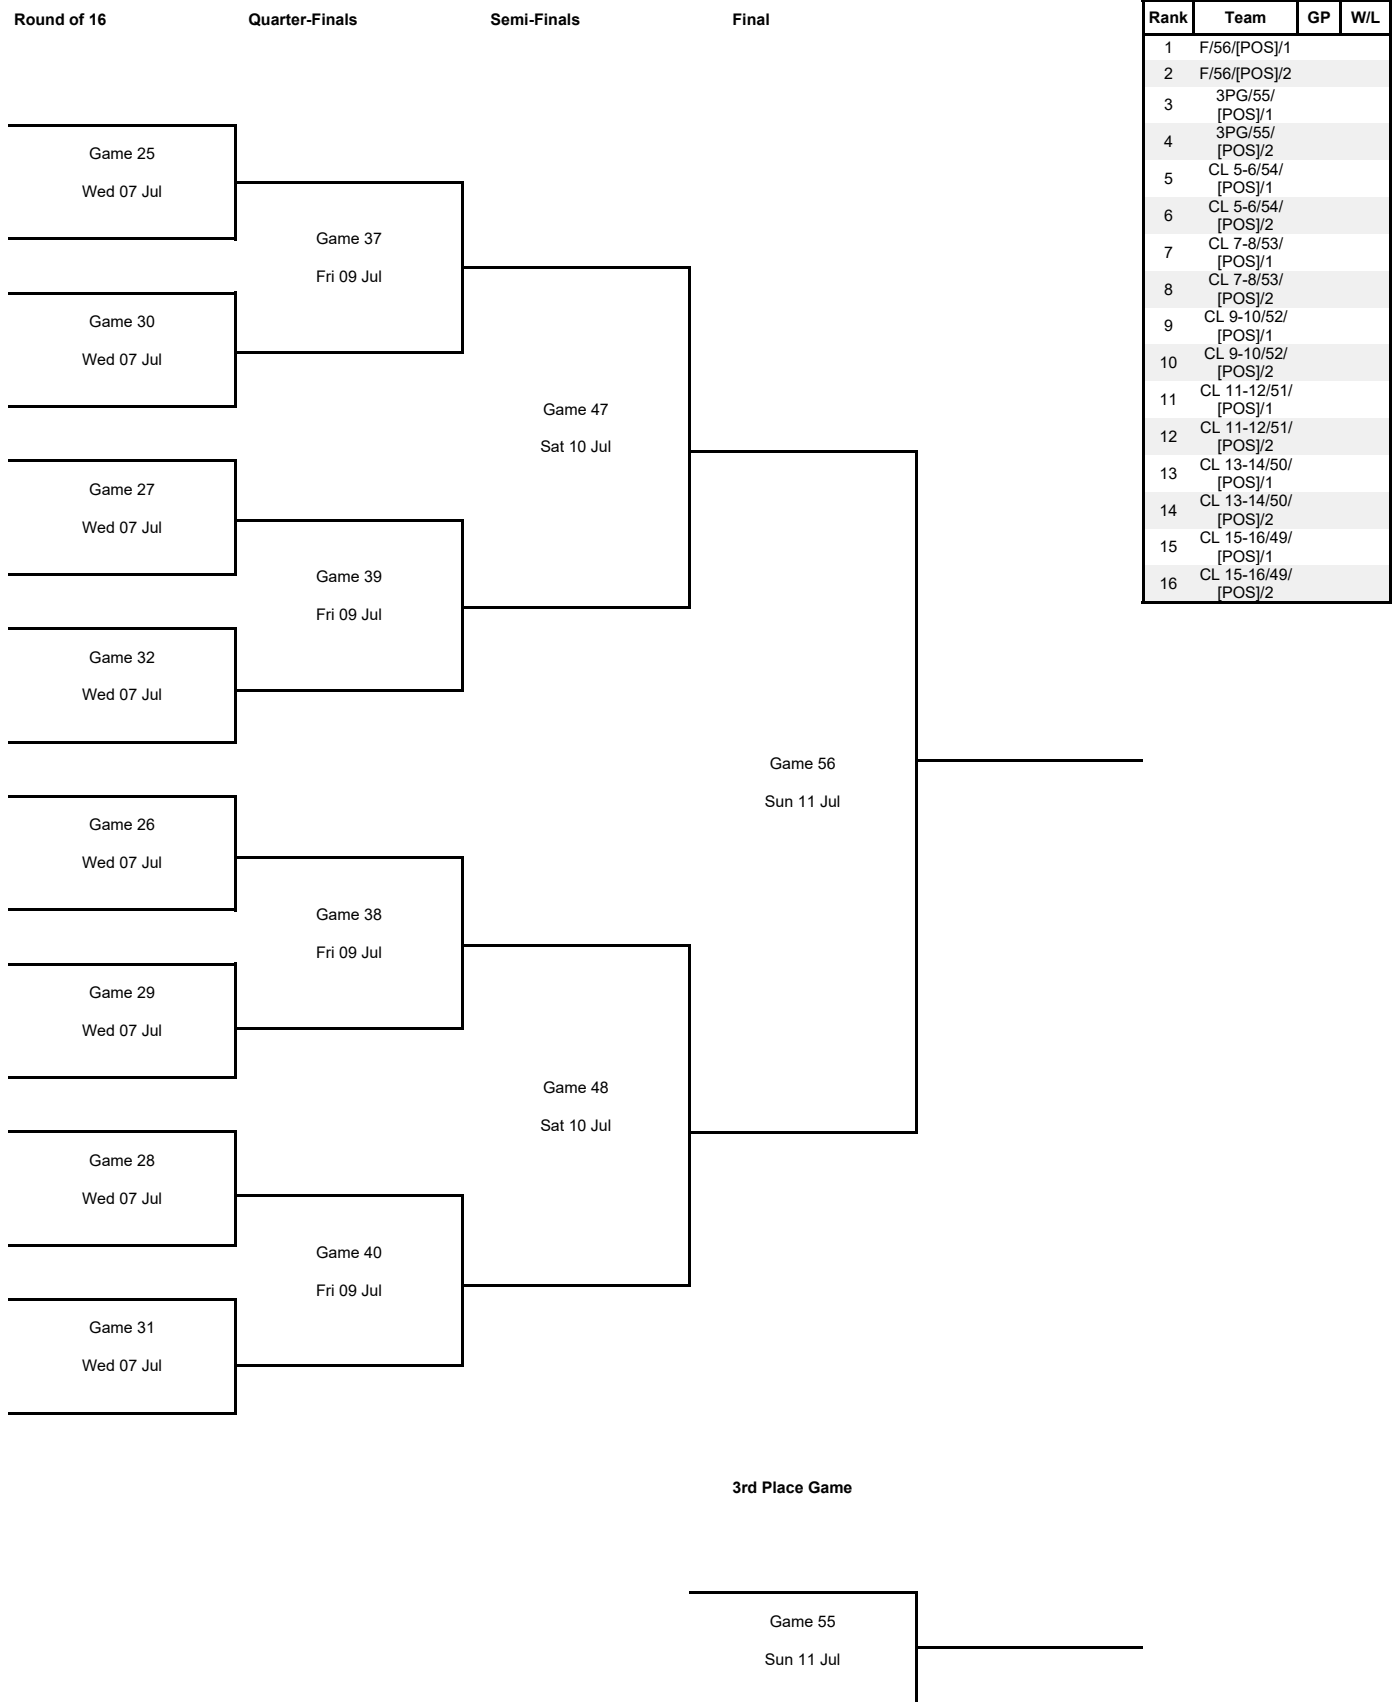 Round of 16
Quarter-Finals
Semi-Finals
Final
Game 25
Wed 07 Jul
Game 37
Fri 09 Jul
Game 30
Wed 07 Jul
Game 47
Sat 10 Jul
Game 27
Wed 07 Jul
Game 39
Fri 09 Jul
Game 32
Wed 07 Jul
Game 56
Sun 11 Jul
Game 26
Wed 07 Jul
Game 38
Fri 09 Jul
Game 29
Wed 07 Jul
Game 48
Sat 10 Jul
Game 28
Wed 07 Jul
Game 40
Fri 09 Jul
Game 31
Wed 07 Jul
3rd Place Game
Game 55
Sun 11 Jul
Rank Team GP W/L
1 F/56/[POS]/1
2 F/56/[POS]/2
3 3PG/55/
[POS]/1
4 3PG/55/
[POS]/2
5 CL 5-6/54/
[POS]/1
6 CL 5-6/54/
[POS]/2
7 CL 7-8/53/
[POS]/1
8 CL 7-8/53/
[POS]/2
9 CL 9-10/52/
[POS]/1
10 CL 9-10/52/
[POS]/2
11 CL 11-12/51/
[POS]/1
12 CL 11-12/51/
[POS]/2
13 CL 13-14/50/
[POS]/1
14 CL 13-14/50/
[POS]/2
15 CL 15-16/49/
[POS]/1
16 CL 15-16/49/
[POS]/2